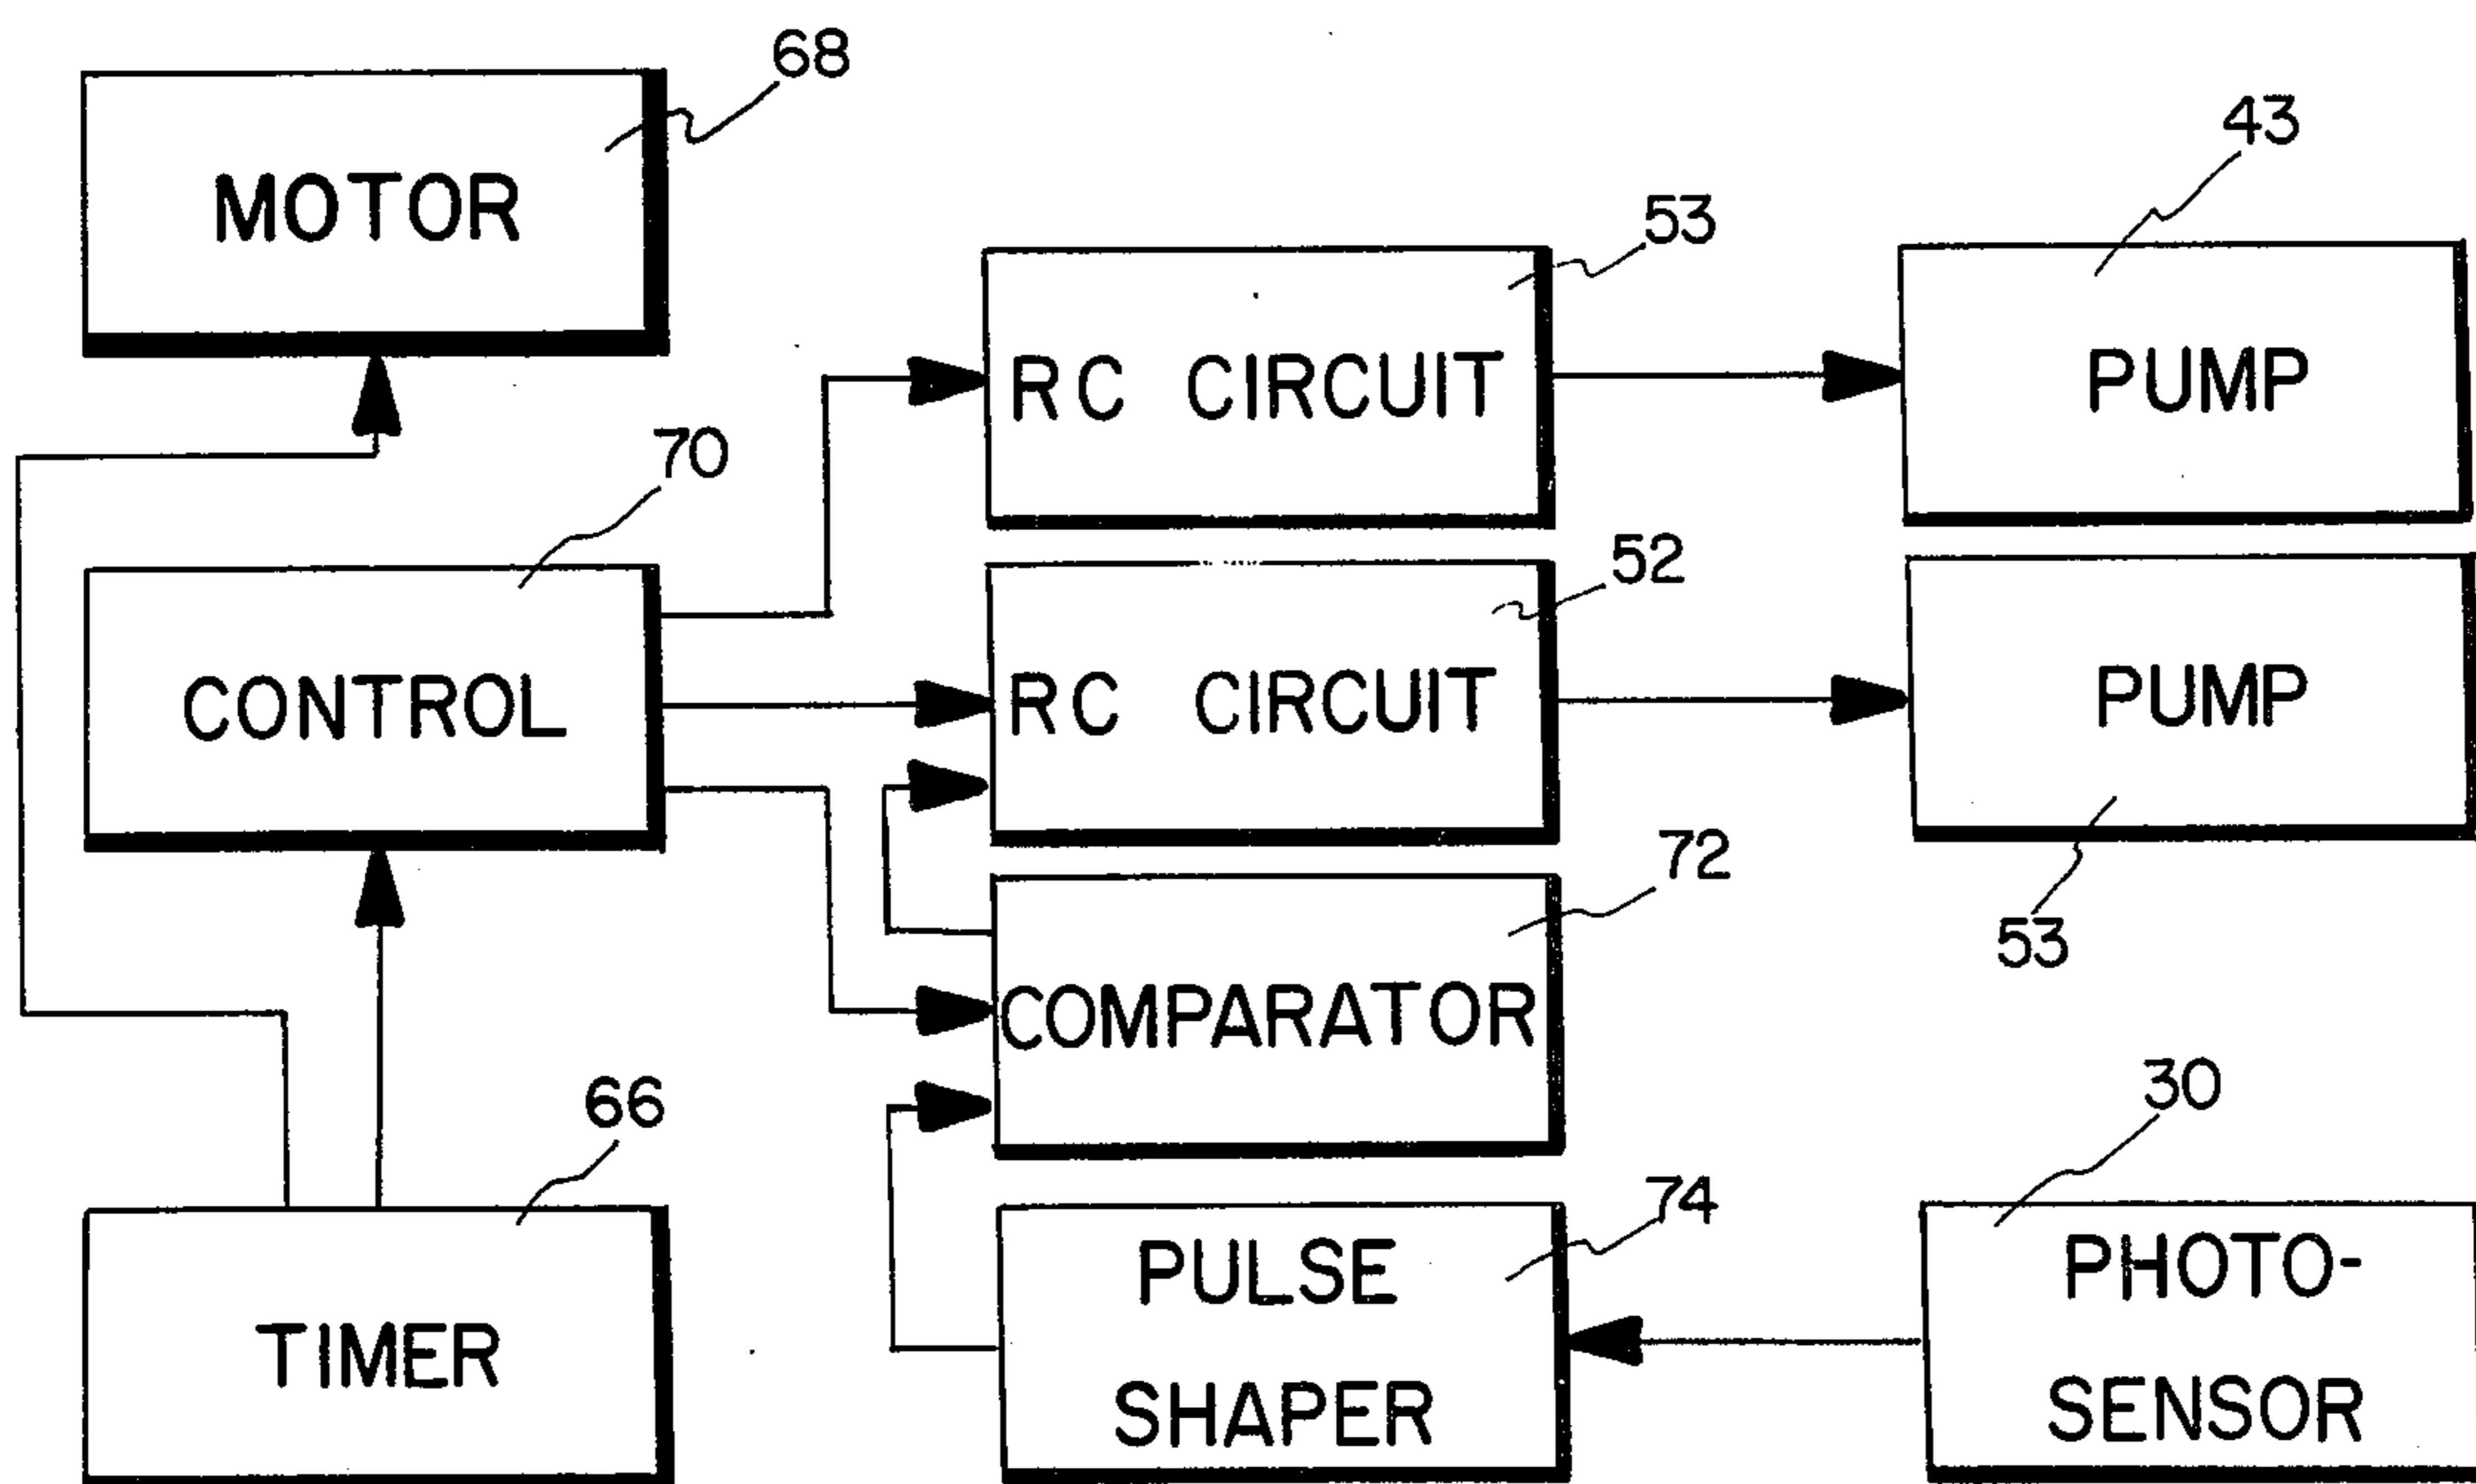 68
MOTOR
43
53
RC CIRCUIT
PUMP
70
52
CONTROL
RC CIRCUIT
PUMP
72
53
COMPARATOR
66
30
74
TIMER
PULSE
SHAPER
PHOTO-
SENSOR